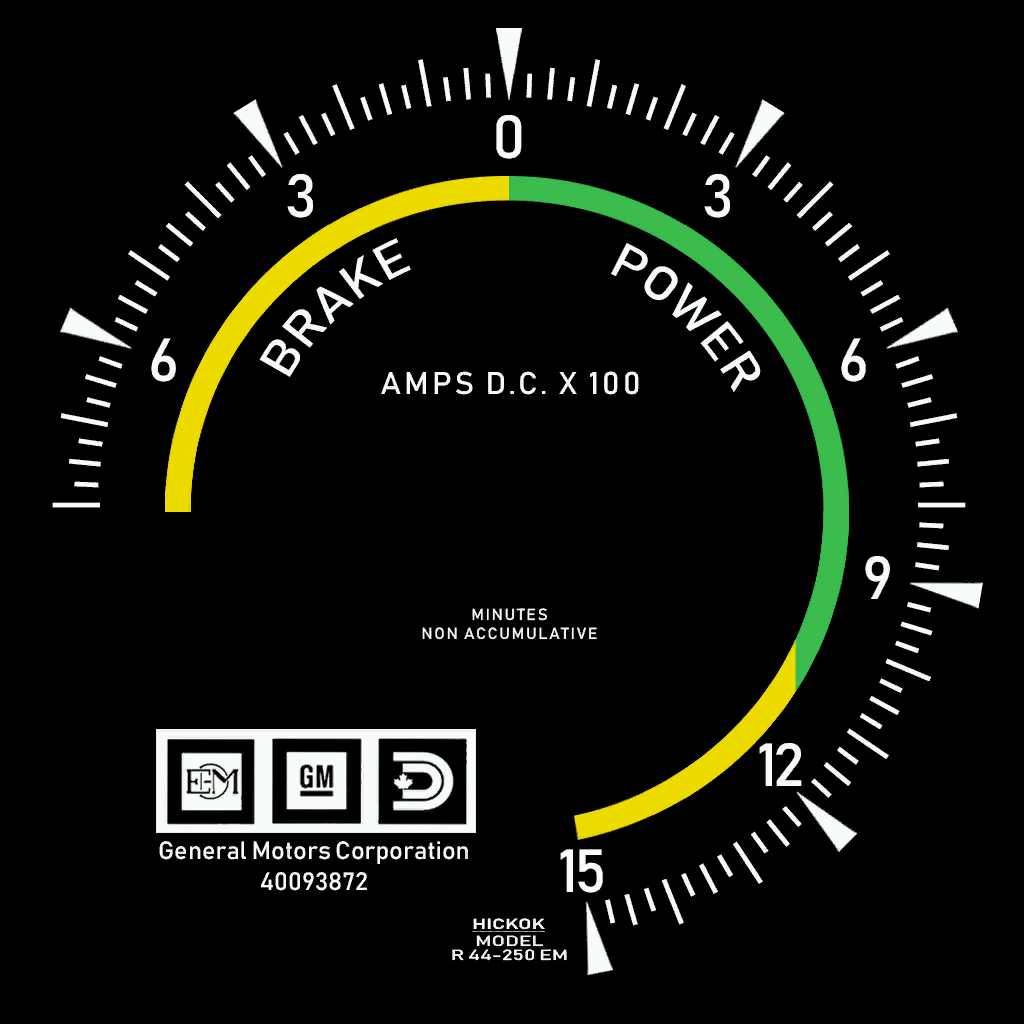 0
3
3
BRAKE
POWER
6
6
AMPS D.C. X 100
9
MINUTES
NON ACCUMULATIVE
12
EMD
GM
D
General Motors Corporation
40093872
15
HICKOK
MODEL
R 44-250 EM